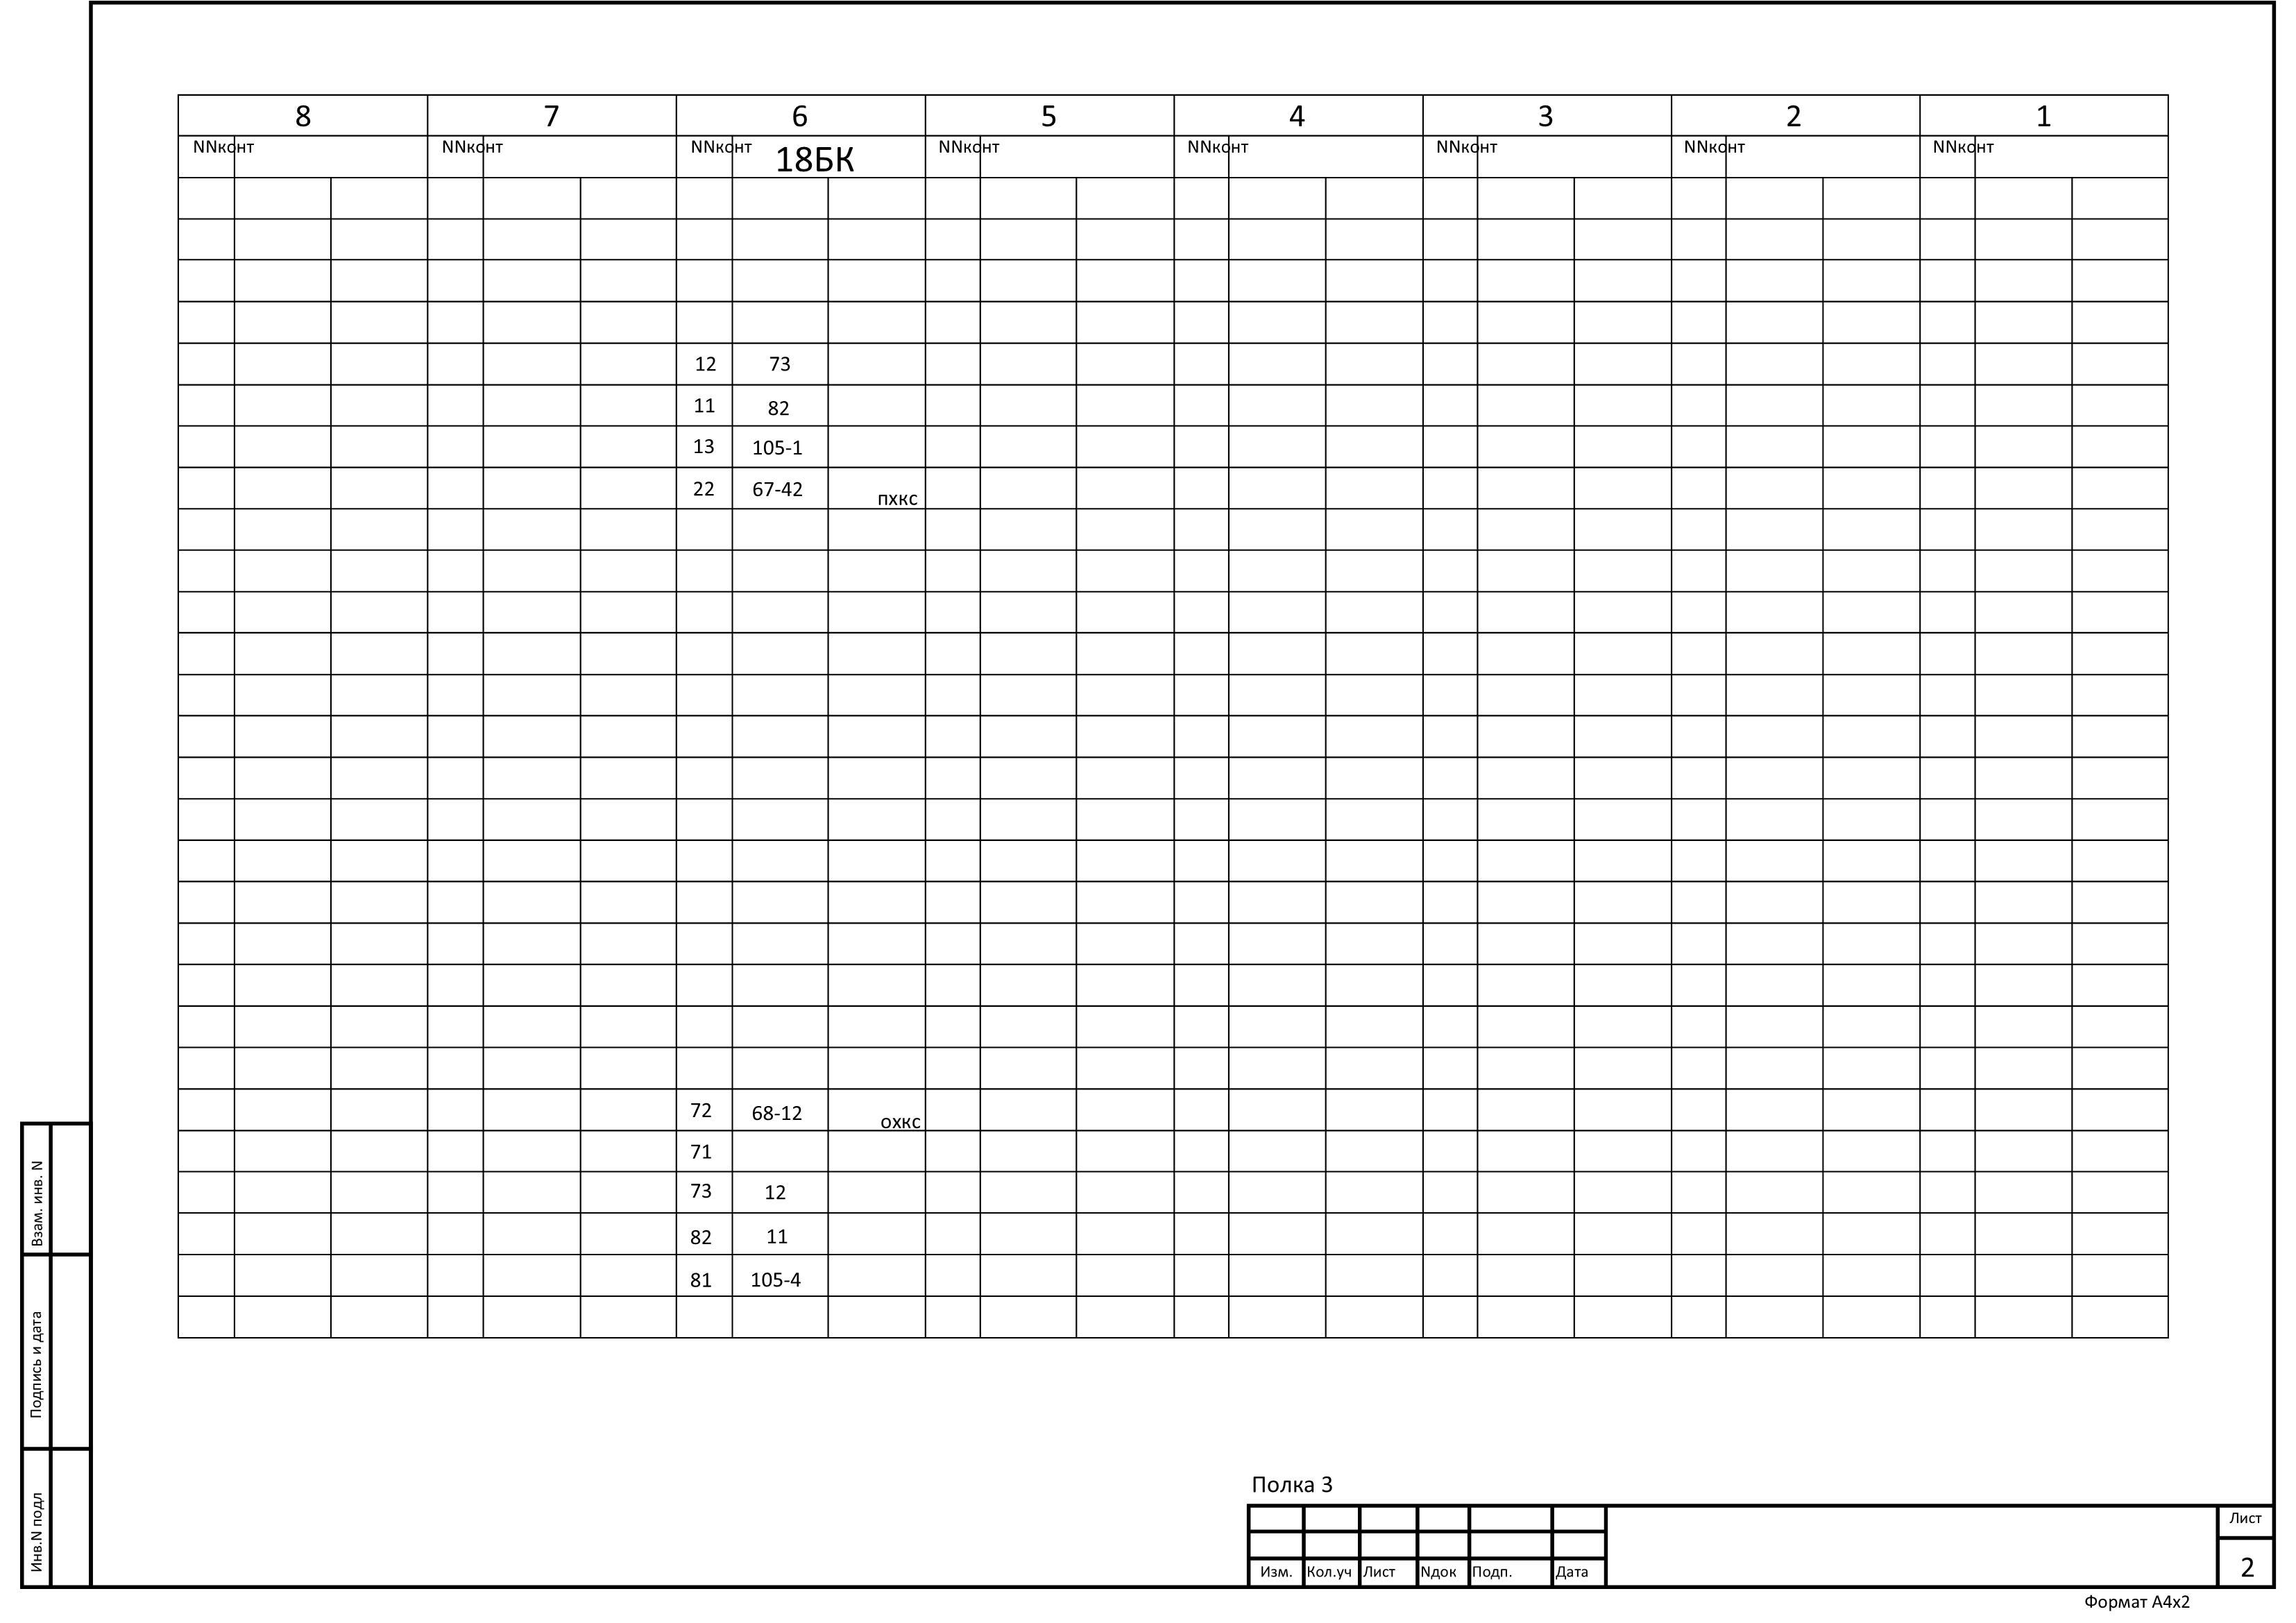 8 7 6 5 4 3 2 1
NNконт NNконт NNконт 18БК NNконт NNконт NNконт NNконт NNконт
12 73
11 82
13 105-1
22 67-42 пхкс
72 68-12 охкс
71
73 12
82 11
81 105-4
Взам. инв. N
Подпись и дата
Инв.N подл
Полка 3
Изм. Кол.уч Лист Nдок Подп. Дата
Лист
2
Формат А4х2